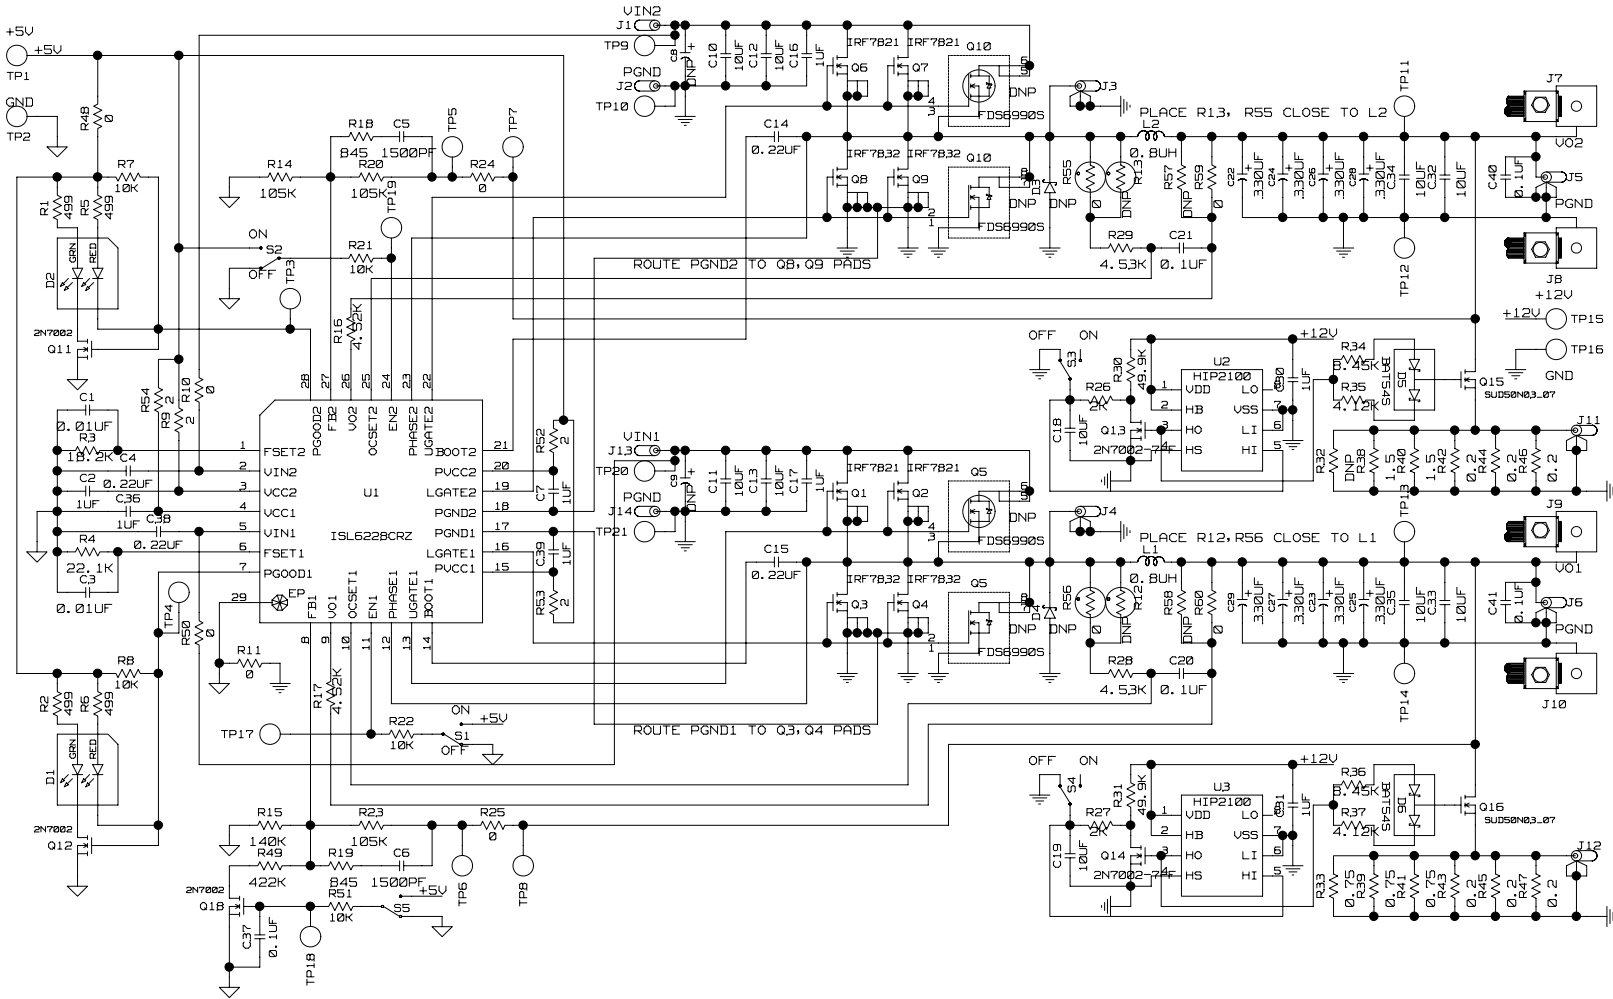 +5V
+5V
TP1
GND
TP2
R48
0
R7
10K
R1
499
R5
499
GRN
RED
D2
2N7002
Q11
R54
2
R9
2
R10
0
R14
105K
R18
845
C5
1500PF
R20
105K
TP5
TP7
R24
0
TP19
ON
S2
OFF
TP3
R21
10K
R16
4.52K
VIN2
J1
TP9
PGND
J2
TP10
C8
DNP
C10
10UF
C12
10UF
C16
1UF
IRF7821
IRF7821
Q6
Q7
Q10
DNP
FDS6990S
C14
0.22UF
IRF7832
IRF7832
Q8
Q9
Q10
DNP
FDS6990S
ROUTE PGND2 TO Q8,Q9 PADS
D3
DNP
J3
PLACE R13, R55 CLOSE TO L2
L2
0.8UH
R55
0
R13
DNP
R57
DNP
R59
0
R29
4.53K
C21
0.1UF
C22
330UF
C24
330UF
C26
330UF
C28
330UF
C34
10UF
C32
10UF
TP11
TP12
C40
0.1UF
J7
VO2
J5
PGND
J8
+12V
+12V
TP15
TP16
GND
OFF
ON
S3
R30
49.9K
R26
2K
C18
10UF
Q13
2N7002-7-F
+12V
U2
HIP2100
VDD
HB
HO
HS
LO
VSS
LI
HI
1
2
3
4
8
7
6
5
C30
1UF
R34
8.45K
R35
4.12K
BAT54S
D5
Q15
SUD50N03_07
R32
DNP
R38
1.5
R40
1.5
R42
0.2
R44
0.2
R46
0.2
J11
C1
0.01UF
R3
18.2K
C4
0.22UF
C2
1UF
C36
1UF
C38
0.22UF
R4
22.1K
C3
0.01UF
28
27
26
25
24
23
22
PGOOD2
FB2
VO2
OCSET2
EN2
PHASE2
UGATE2
1
2
3
4
5
6
7
29
FSET2
VIN2
VCC2
VCC1
VIN1
FSET1
PGOOD1
EP
U1
ISL6228CRZ
BOOT2
PVCC2
LGATE2
PGND2
PGND1
LGATE1
PVCC1
21
20
19
18
17
16
15
FB1
VO1
OCSET1
EN1
PHASE1
UGATE1
BOOT1
8
9
10
11
12
13
14
R52
2
C7
1UF
C39
1UF
R53
2
TP4
R50
0
R11
0
R17
4.52K
VIN1
J13
TP20
PGND
J14
TP21
C9
DNP
C11
10UF
C13
10UF
C17
1UF
IRF7821
IRF7821
Q1
Q2
Q5
DNP
FDS6990S
C15
0.22UF
IRF7832
IRF7832
Q3
Q4
Q5
DNP
FDS6990S
ROUTE PGND1 TO Q3,Q4 PADS
D4
DNP
J4
PLACE R12,R56 CLOSE TO L1
L1
0.8UH
R56
0
R12
DNP
R58
DNP
R60
0
R28
4.53K
C20
0.1UF
C29
330UF
C27
330UF
C23
330UF
C25
330UF
C35
10UF
C33
10UF
TP13
TP14
C41
0.1UF
J9
VO1
J6
PGND
J10
R8
10K
R2
499
R6
499
GRN
RED
D1
2N7002
Q12
TP17
R22
10K
ON
+5V
S1
OFF
R15
140K
R23
105K
R25
0
R49
422K
R19
845
C6
1500PF
TP6
TP8
2N7002
Q18
R51
10K
+5V
S5
C37
0.1UF
TP18
OFF
ON
S4
R31
49.9K
R27
2K
C19
10UF
Q14
2N7002-7-F
+12V
U3
HIP2100
VDD
HB
HO
HS
LO
VSS
LI
HI
1
2
3
4
8
7
6
5
C31
1UF
R36
8.45K
R37
4.12K
BAT54S
D6
Q16
SUD50N03_07
R33
0.75
R39
0.75
R41
0.75
R43
0.2
R45
0.2
R47
0.2
J12